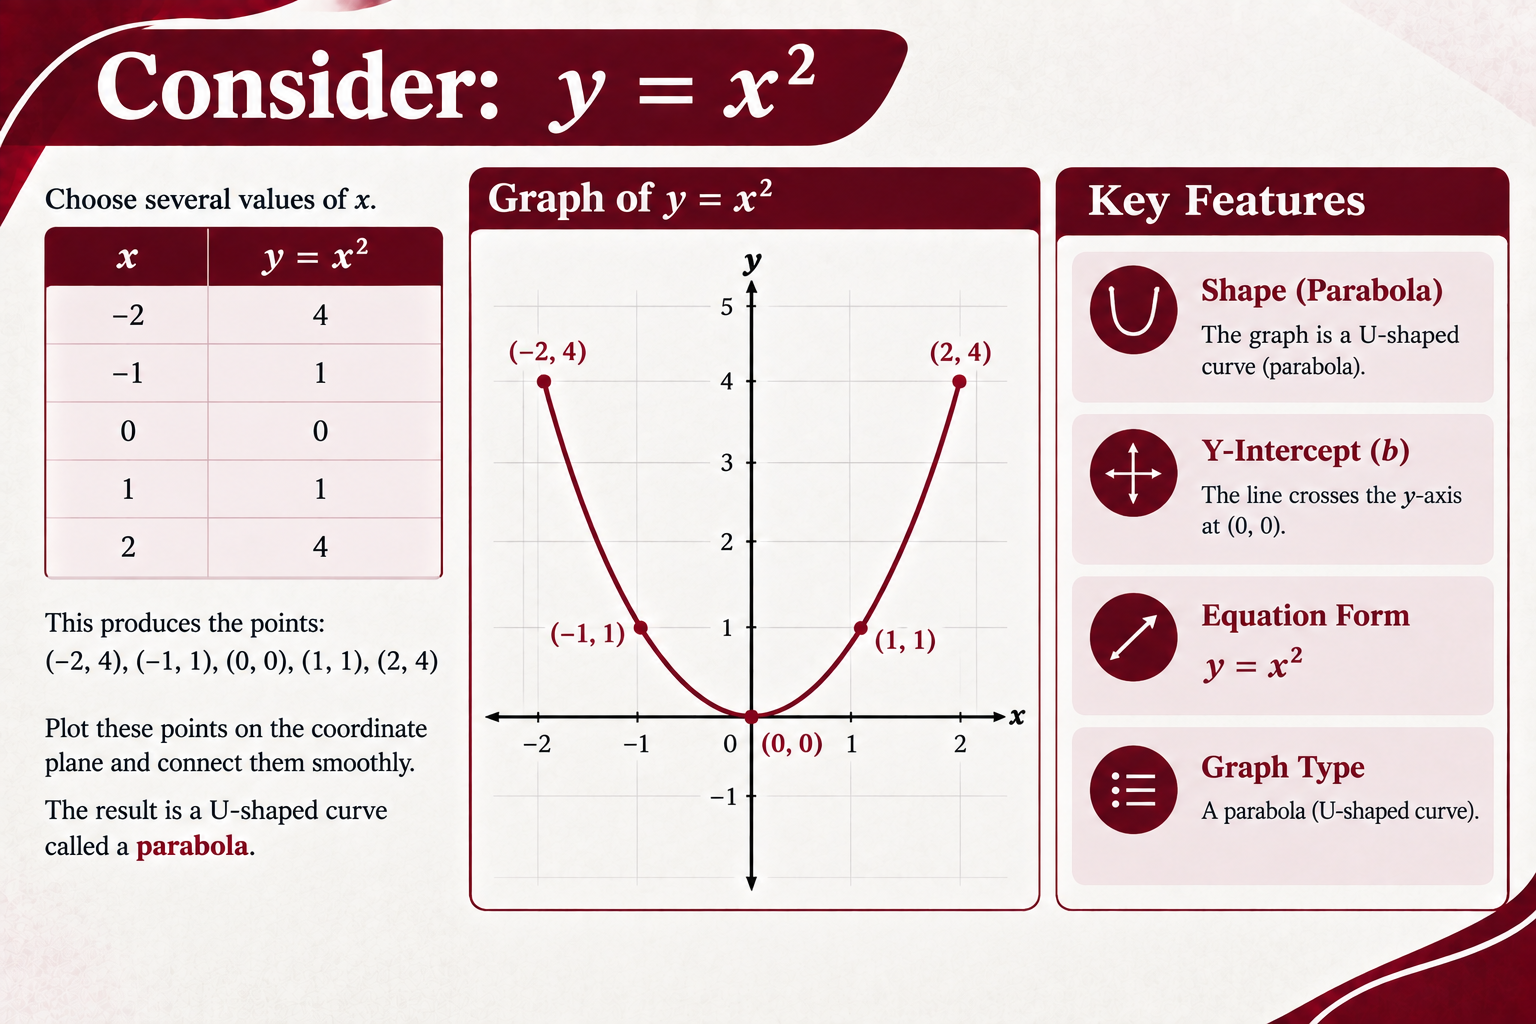 Consider: y = x²
Choose several values of x.
x y = x²
−2 4
−1 1
0 0
1 1
2 4
This produces the points:
(−2, 4), (−1, 1), (0, 0), (1, 1), (2, 4)
Plot these points on the coordinate
plane and connect them smoothly.
The result is a U-shaped curve
called a parabola.
Graph of y = x²
y
5
(−2, 4) (2, 4)
4
3
2
1
(−1, 1) (1, 1)
x
−2 −1 0 (0, 0) 1 2
−1
Key Features
Shape (Parabola)
The graph is a U-shaped
curve (parabola).
Y-Intercept (b)
The line crosses the y-axis
at (0, 0).
Equation Form
y = x²
Graph Type
A parabola (U-shaped curve).